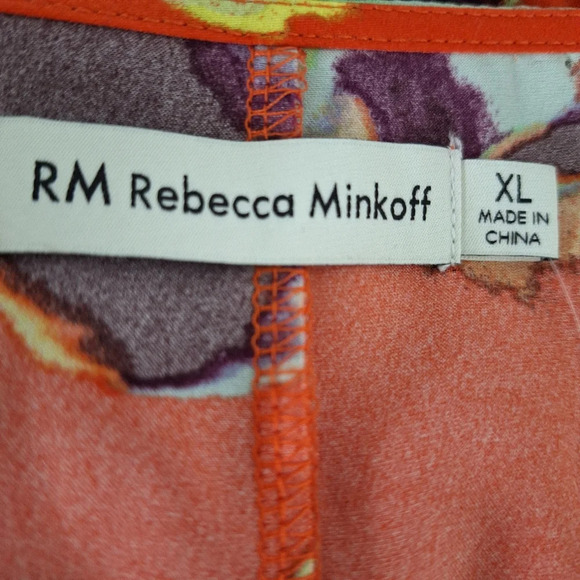 RM Rebecca Minkoff
XL
MADE IN
CHINA